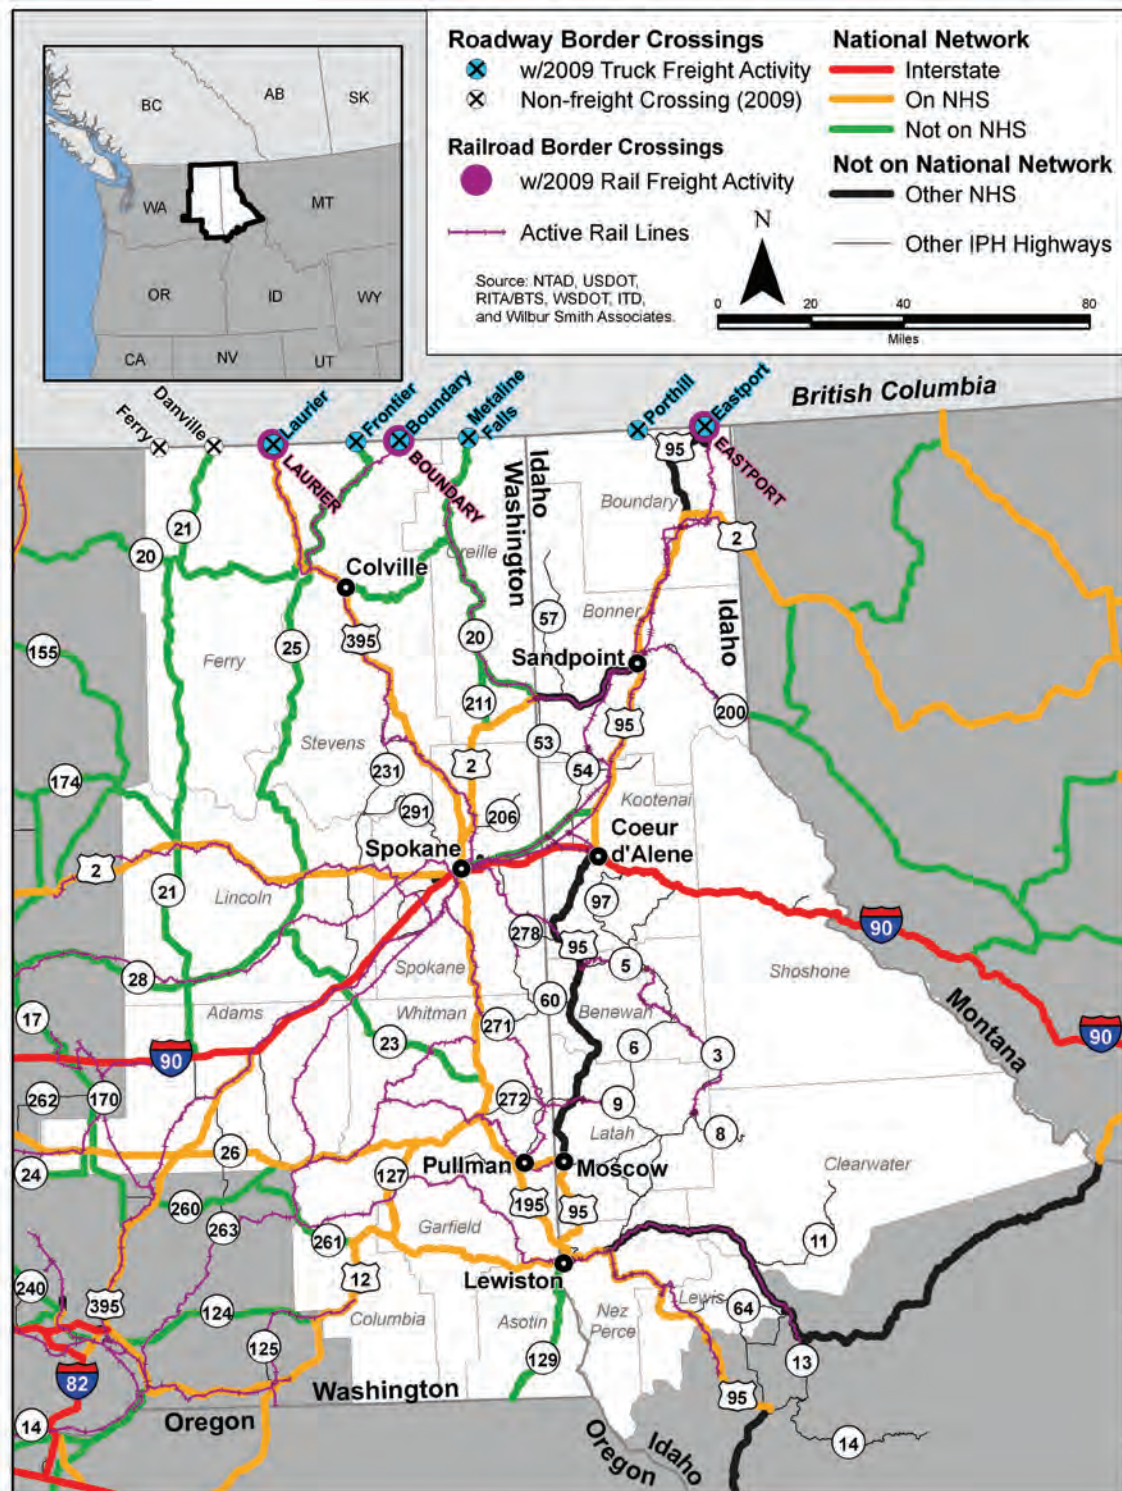 BC
AB
SK
WA
MT
OR
ID
WY
CA
NV
UT
Roadway Border Crossings
w/2009 Truck Freight Activity
Non-freight Crossing (2009)
Railroad Border Crossings
w/2009 Rail Freight Activity
Active Rail Lines
Source: NTAD, USDOT,
RITA/BTS, WSDOT, ITD,
and Wilbur Smith Associates.
National Network
Interstate
On NHS
Not on NHS
Not on National Network
Other NHS
Other IPH Highways
N
0 20 40 80
Miles
British Columbia
Ferry
Danville
Laurier
LAURIER
Frontier
Boundary
BOUNDARY
Metaline
Falls
Porthill
Eastport
EASTPORT
Idaho
Washington
95
Boundary
21
20
2
Oreille
Colville
57
Bonner
Idaho
395
25
20
155
Ferry
Sandpoint
211
95
200
Stevens
53
231
2
54
174
291
206
Kootenai
Spokane
Coeur
d'Alene
2
21
Lincoln
97
90
278
95
28
Spokane
5
Shoshone
17
Adams
Whitman
60
Benewah
271
23
6
3
Montana
90
90
262
170
272
9
8
26
Latah
24
Pullman
Moscow
Clearwater
127
195
95
260
263
261
Garfield
11
12
Lewiston
240
395
124
Columbia
Asotin
Nez
Perce
Lewis
64
125
129
13
82
Washington
95
14
Oregon
Oregon
Idaho
14